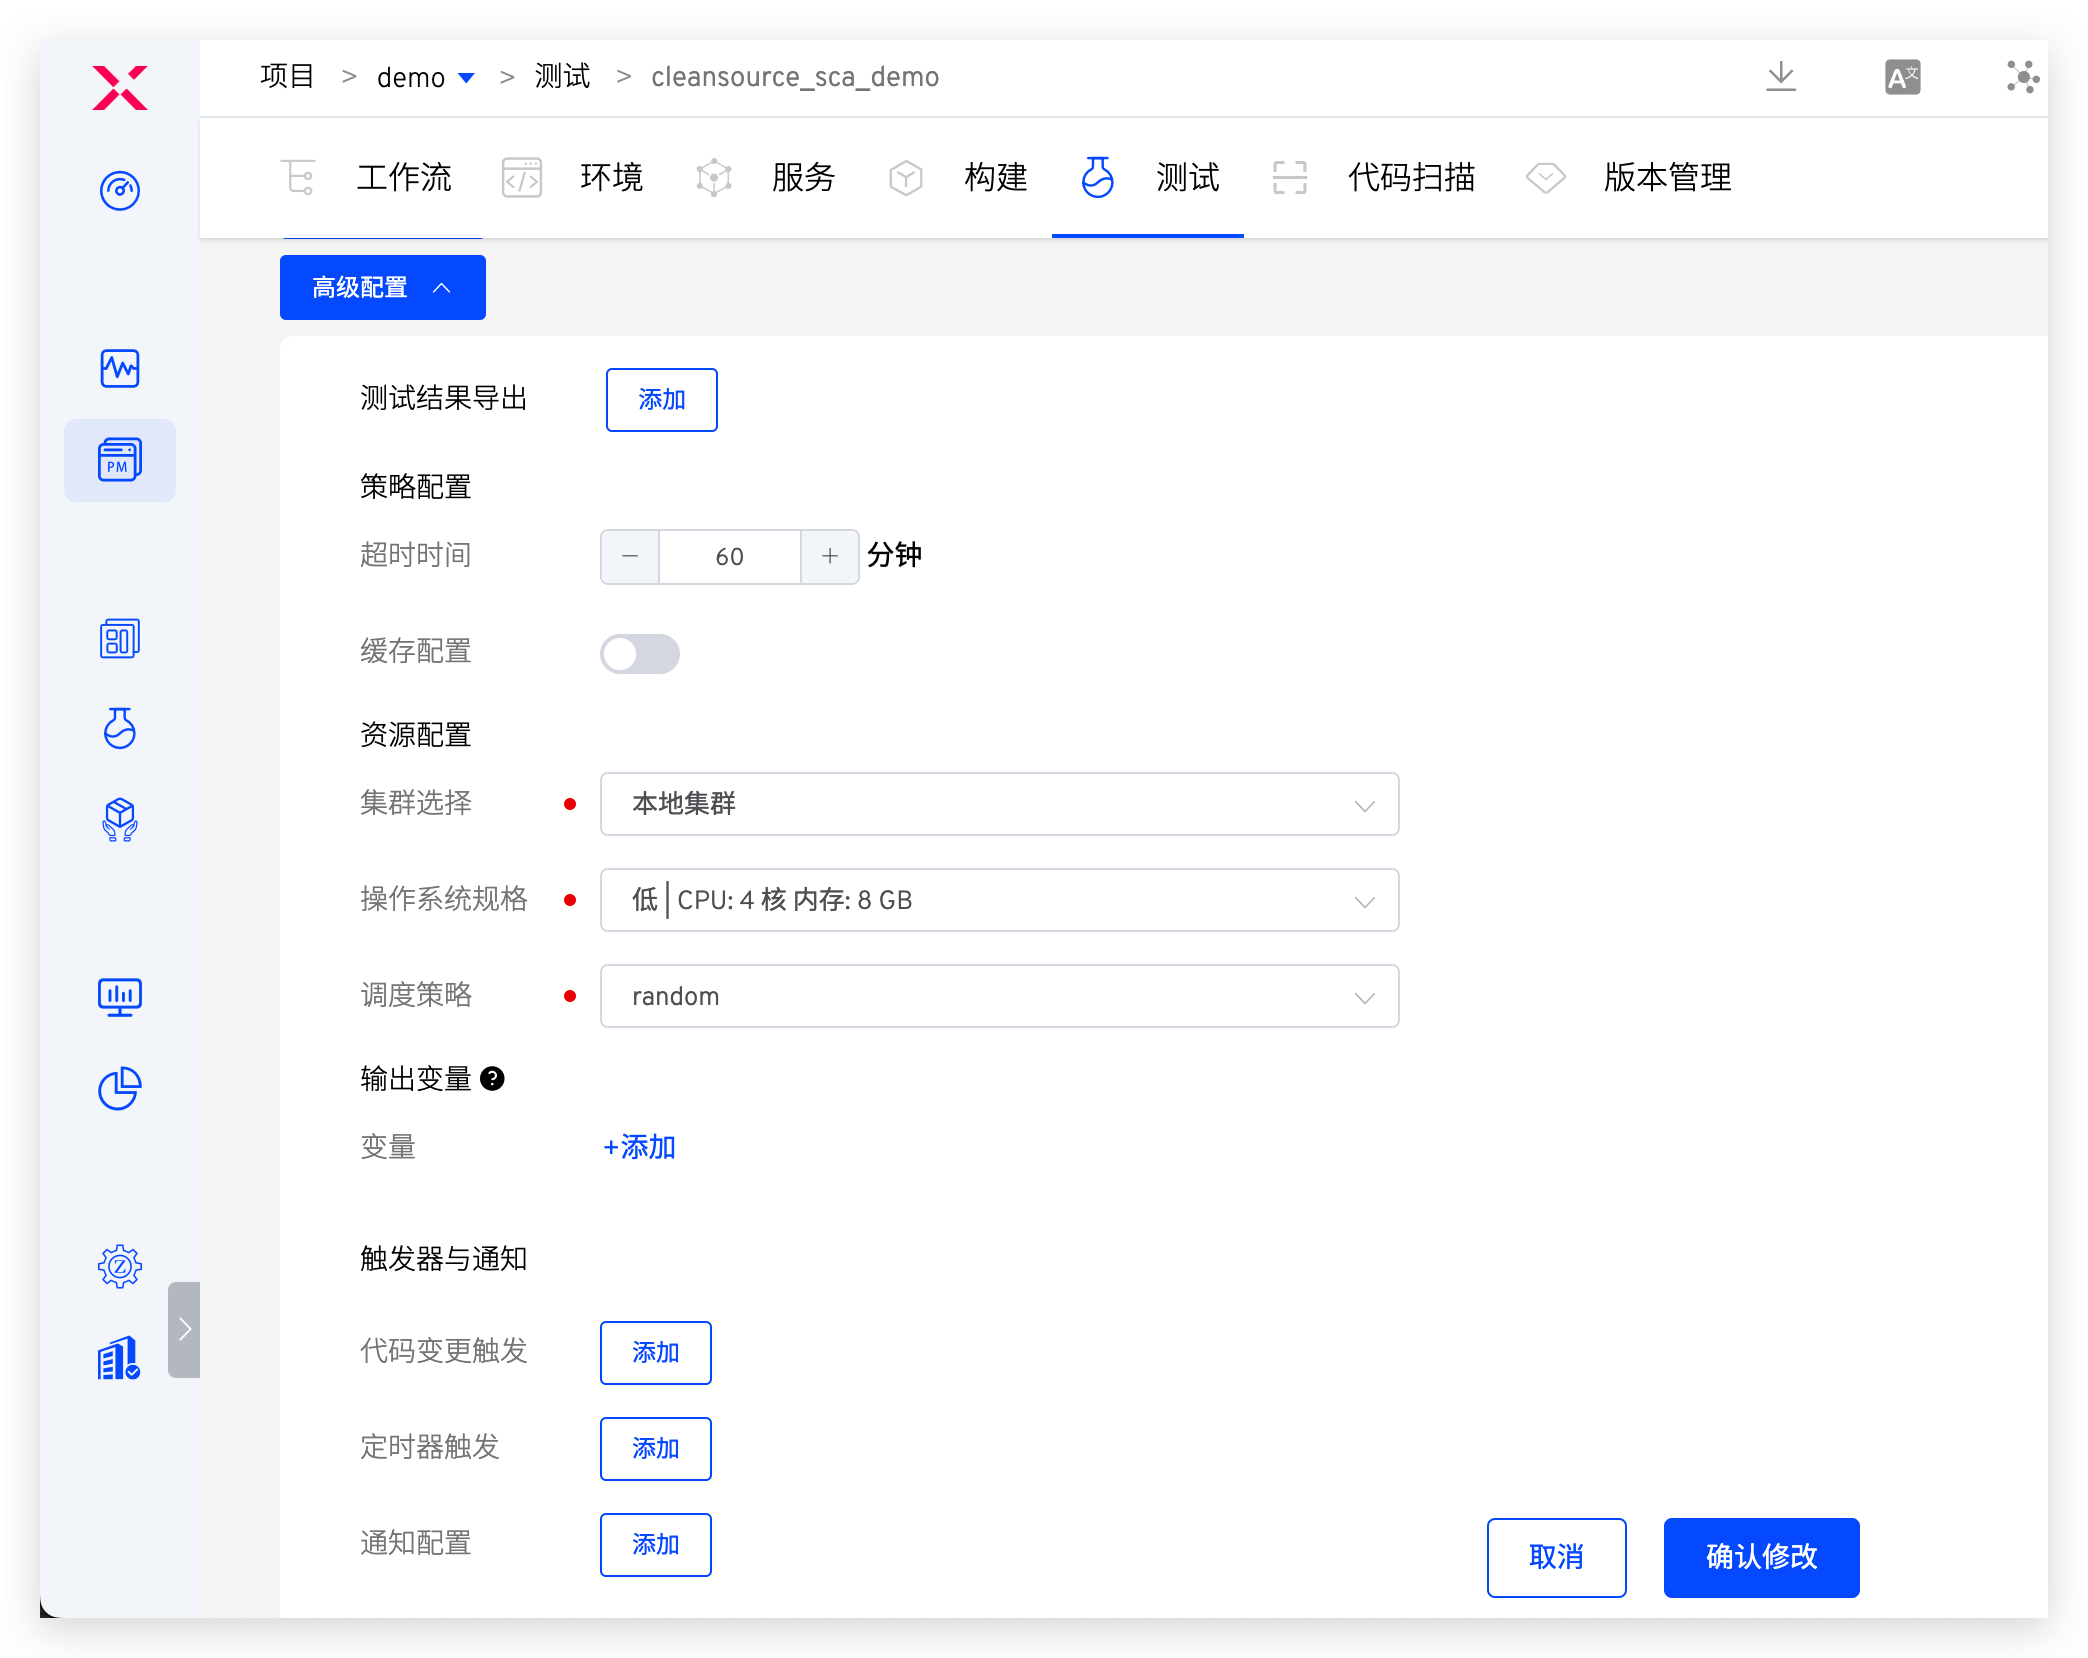 项目 > demo > 测试 > cleansource_sca_demo
工作流 环境 服务 构建 测试 代码扫描 版本管理
高级配置
测试结果导出 添加
策略配置
超时时间 − 60 + 分钟
缓存配置
资源配置
集群选择 本地集群
操作系统规格 低 | CPU: 4 核 内存: 8 GB
调度策略 random
输出变量 ?
变量 +添加
触发器与通知
代码变更触发 添加
定时器触发 添加
通知配置 添加
取消 确认修改
PM
Z
A文